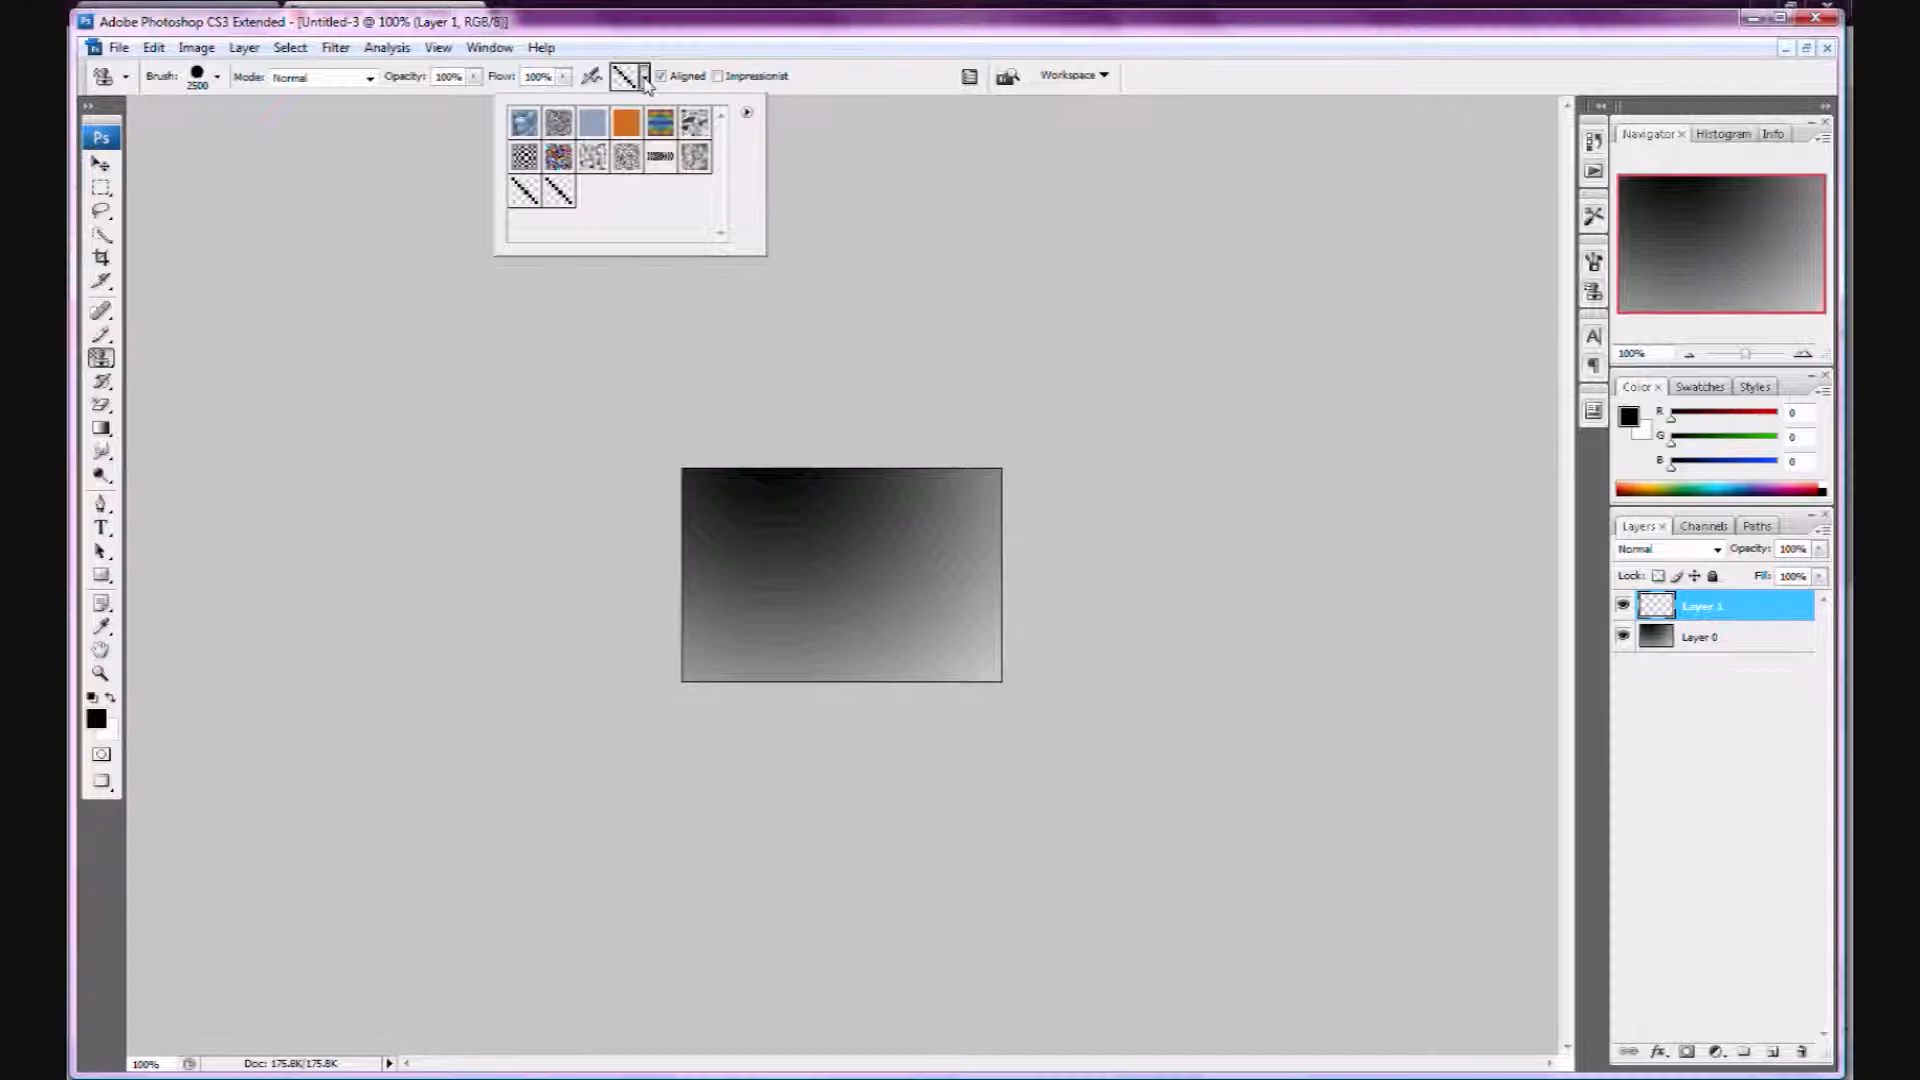 Adobe Photoshop CS3 Extended - [Untitled-3 @ 100% (Layer 1, RGB/8)]
File Edit Image Layer Select Filter Analysis View Window Help
Brush: 2500 Mode: Normal Opacity: 100% Flow: 100% Aligned Impressionist Workspace
Ps
Navigator Histogram Info
100%
Color Swatches Styles
R 0
G 0
B 0
Layers Channels Paths
Normal Opacity: 100%
Lock: Fill: 100%
Layer 1
Layer 0
100% Doc: 175.8K/175.8K